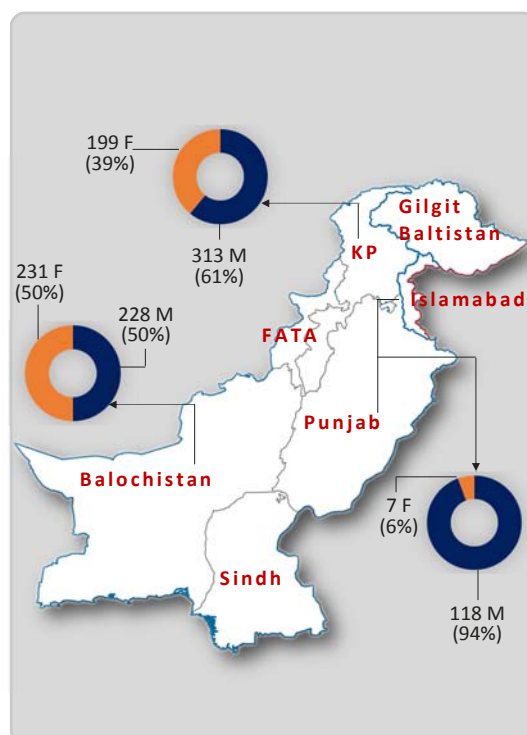 199 F
(39%)
313 M
(61%)
Gilgit
Baltistan
KP
231 F
(50%)
228 M
(50%)
islamabad
FATA
Punjab
Balochistan
7 F
(6%)
Sindh
118 M
(94%)